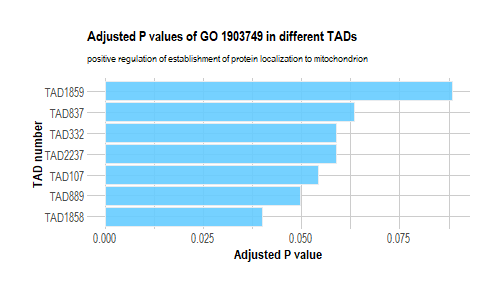 Adjusted P values of GO 1903749 in different TADs
positive regulation of establishment of protein localization to mitochondrion
TAD number
TAD1859
TAD837
TAD332
TAD2237
TAD107
TAD889
TAD1858
0.000 0.025 0.050 0.075
Adjusted P value